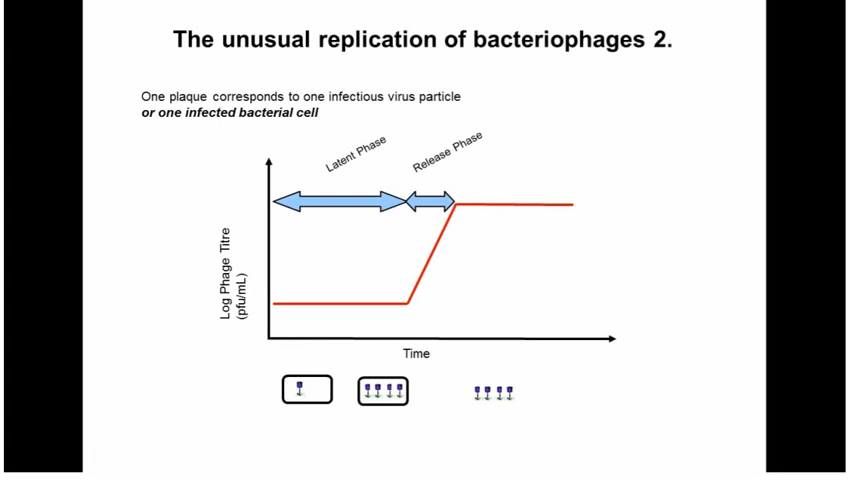 The unusual replication of bacteriophages 2.
One plaque corresponds to one infectious virus particle
or one infected bacterial cell
Latent Phase
Release Phase
Log Phage Titre
(pfu/mL)
Time